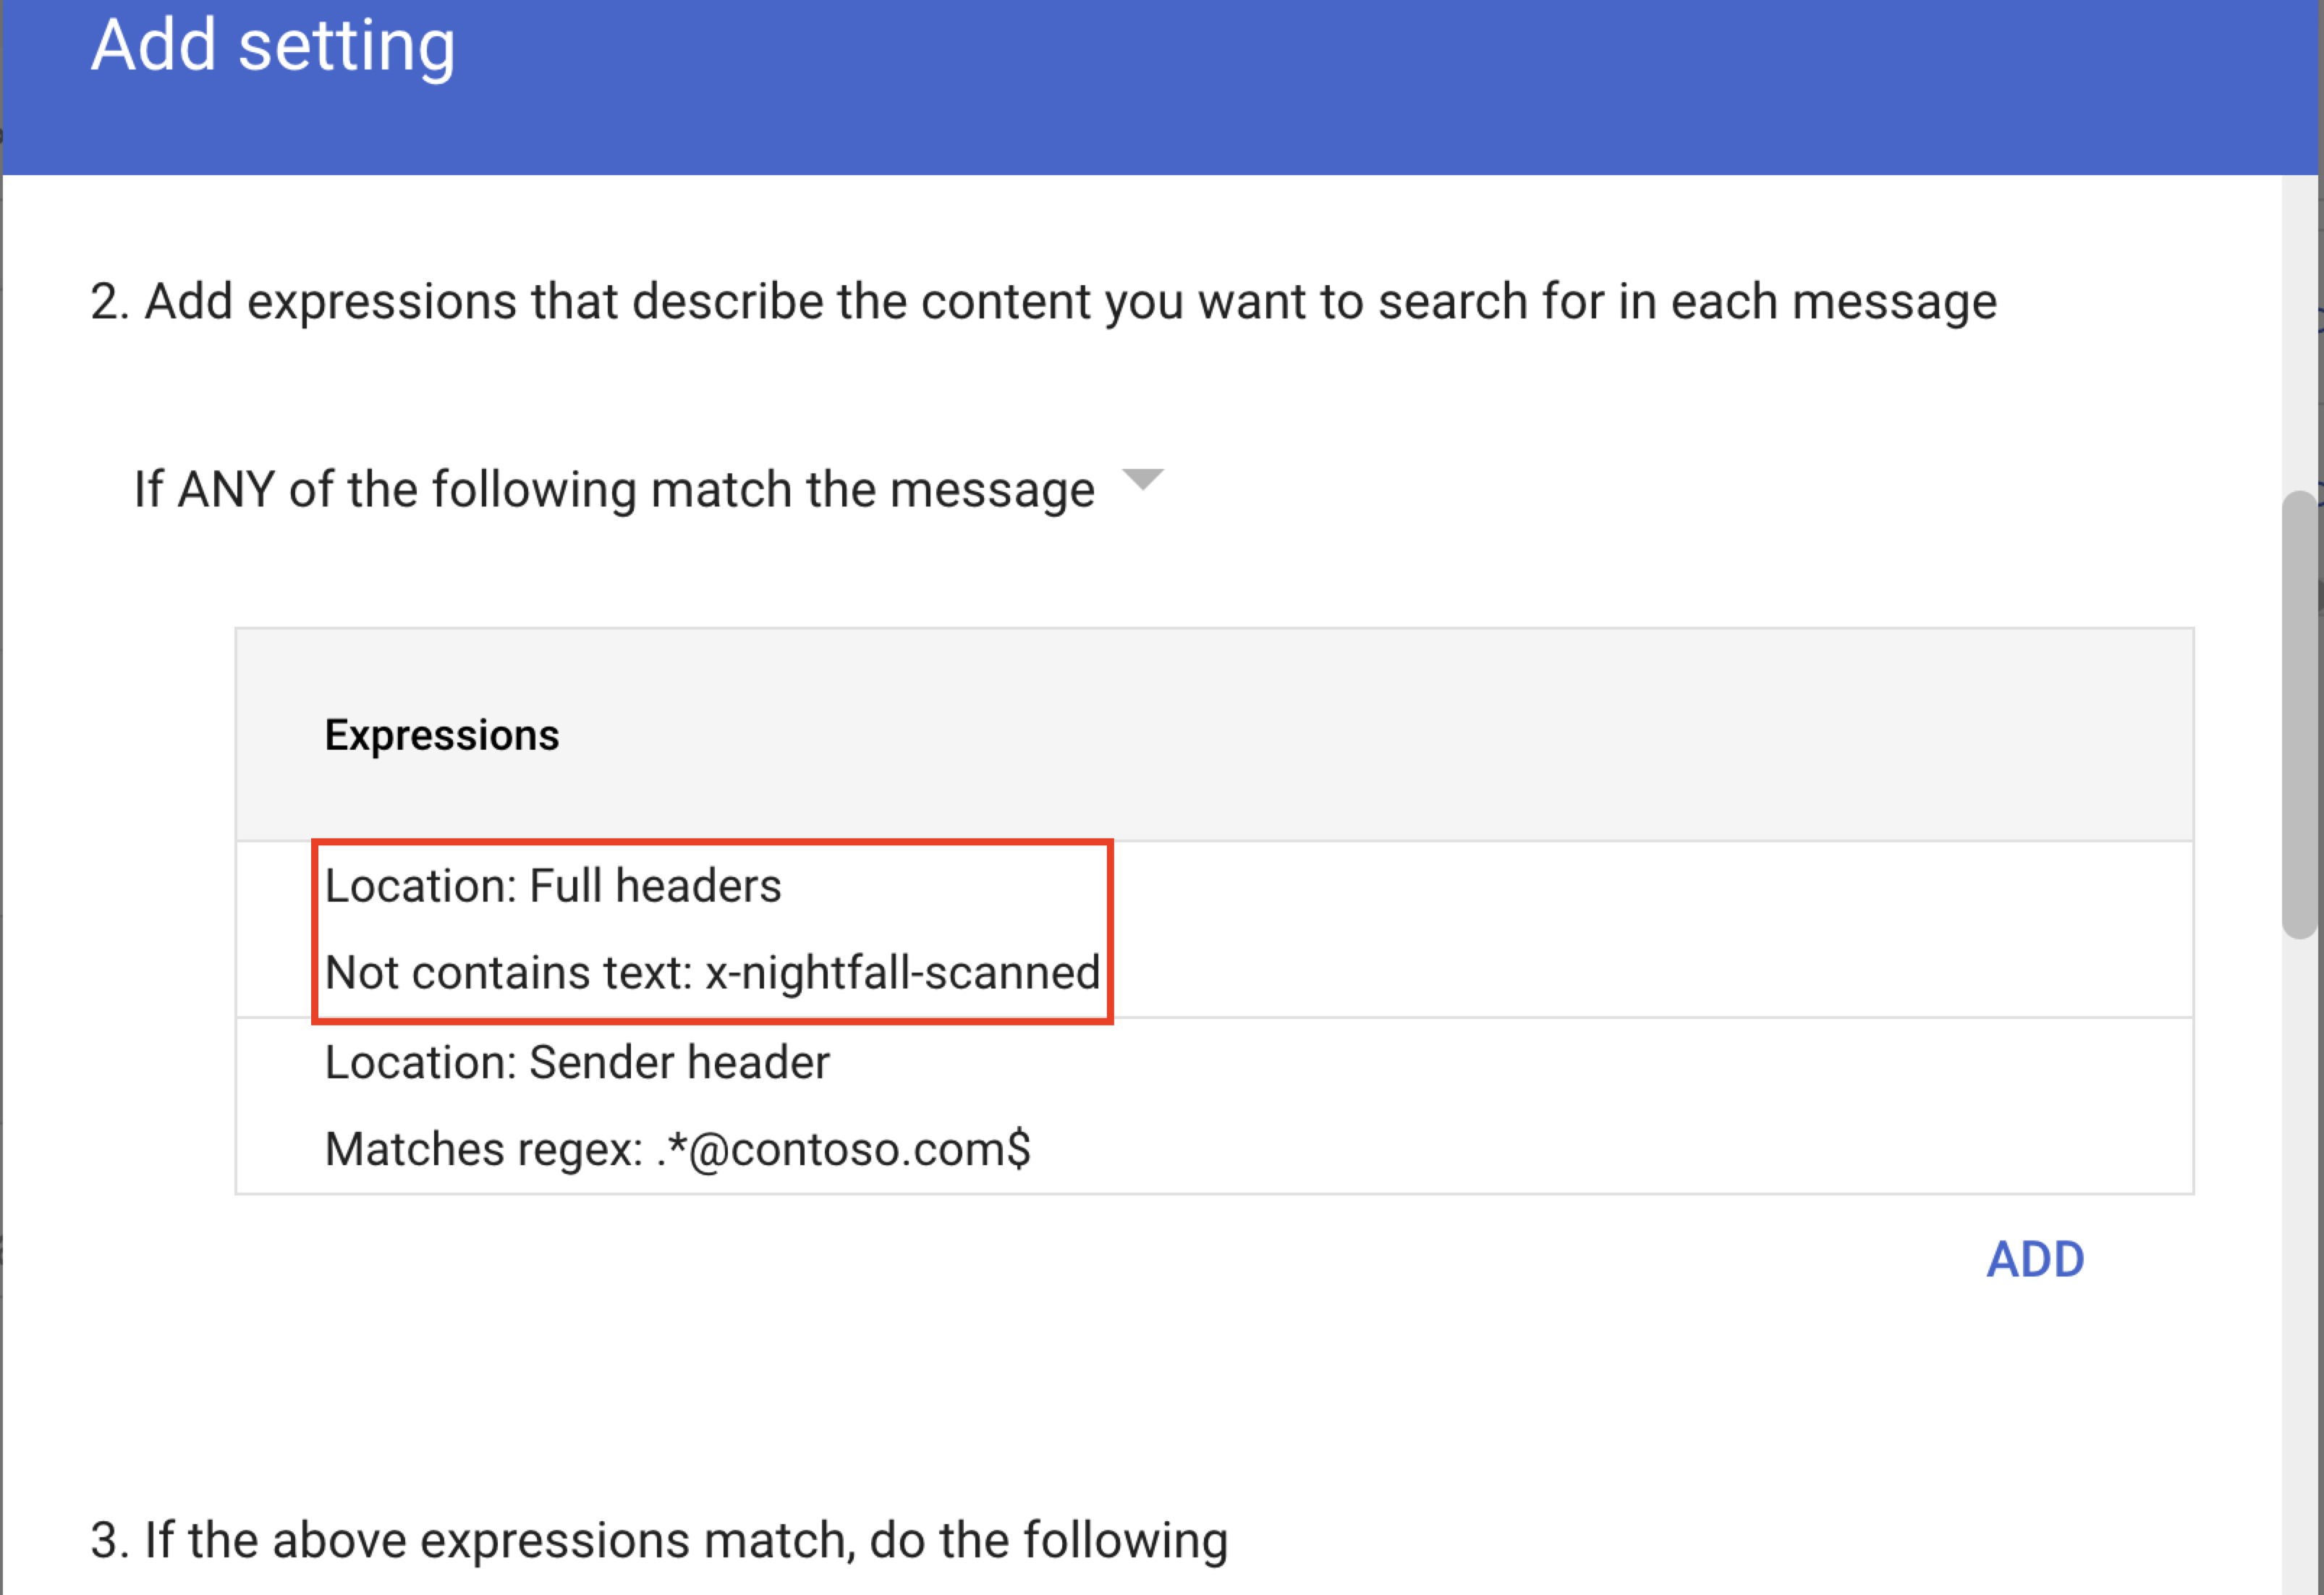 Add setting
2. Add expressions that describe the content you want to search for in each message
If ANY of the following match the message
Expressions
Location: Full headers
Not contains text: x-nightfall-scanned
Location: Sender header
Matches regex: .*@contoso.com$
ADD
3. If the above expressions match, do the following